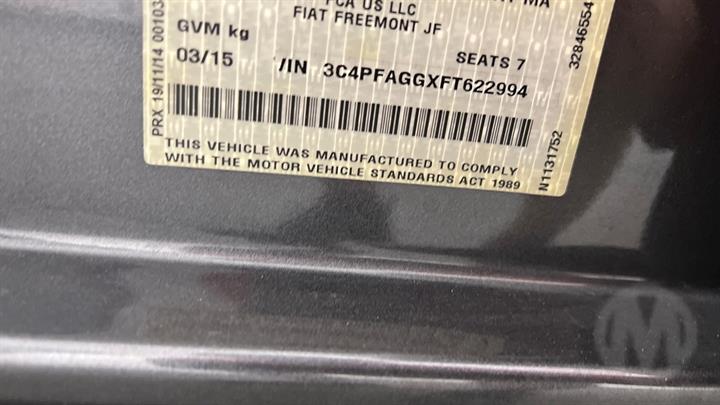 FCA US LLC
FIAT FREEMONT JF
GVM kg
SEATS 7
03/15
/IN 3C4PFAGGXFT622994
THIS VEHICLE WAS MANUFACTURED TO COMPLY
WITH THE MOTOR VEHICLE STANDARDS ACT 1989
PRX 19/11/14 00103
32846554
N1131752
M